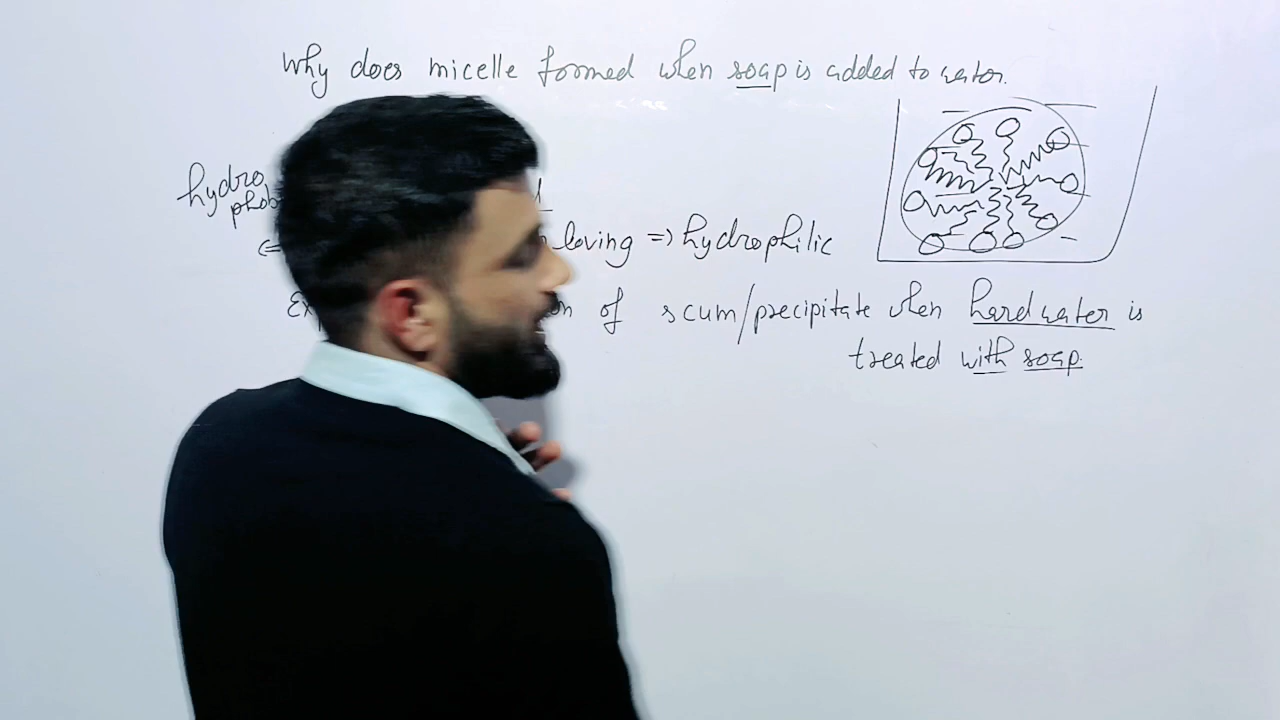 Why does micelle formed when soap is added to water.
hydro
phob
loving => hydrophilic
Ex of scum/precipitate when hard water is
treated with soap.